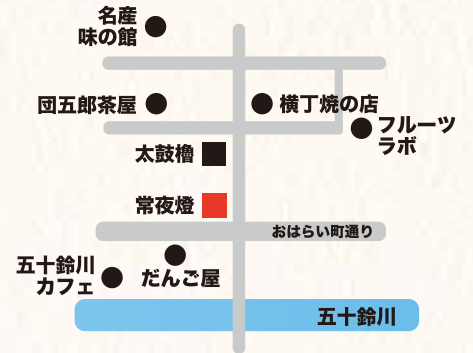 名産
味の館
団五郎茶屋
横丁焼の店
フルーツ
ラボ
太鼓櫓
常夜燈
おはらい町通り
五十鈴川
カフェ
だんご屋
五十鈴川